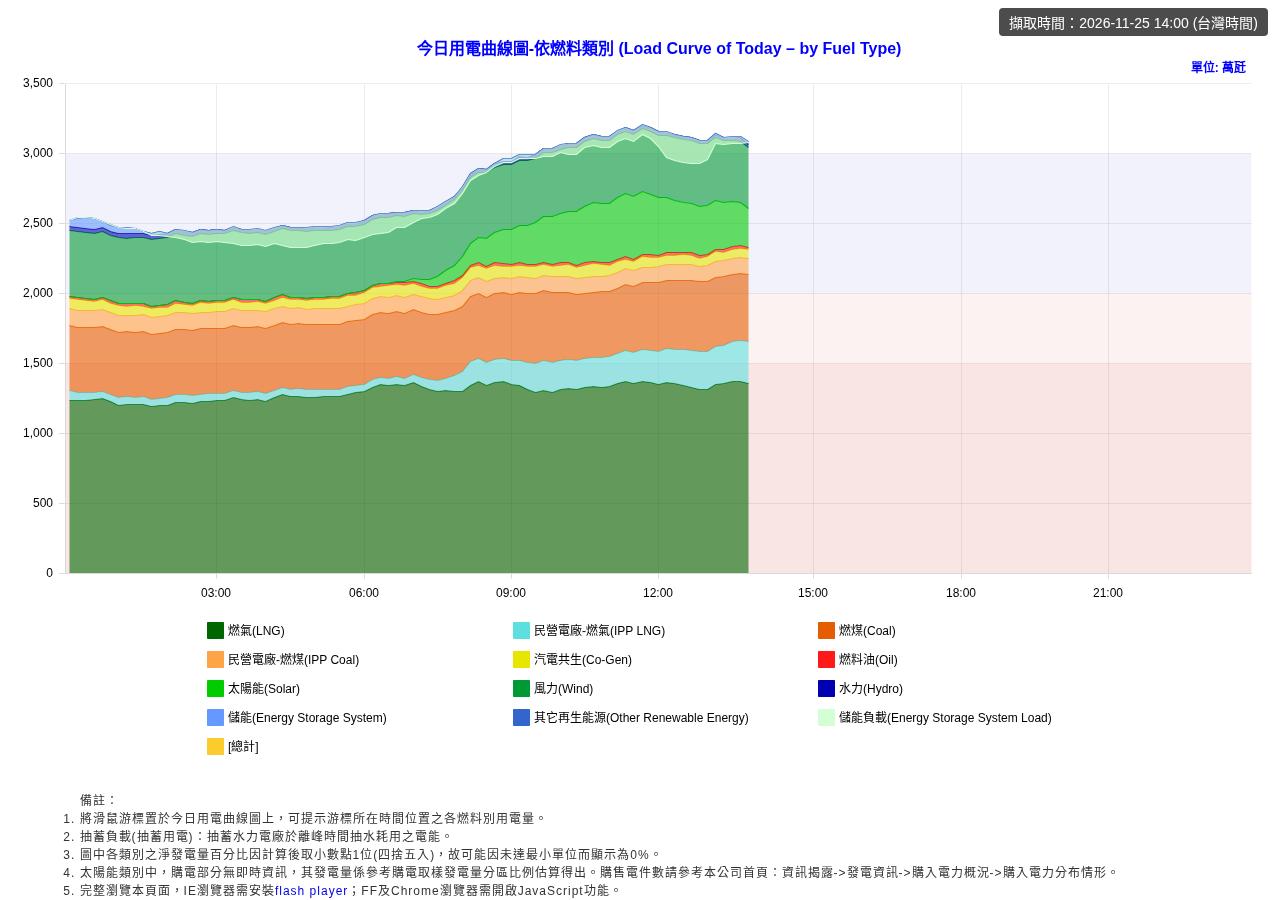 擷取時間：2026-11-25 14:00 (台灣時間)
今日用電曲線圖-依燃料類別 (Load Curve of Today – by Fuel Type)
單位: 萬瓩
3,500
3,000
2,500
2,000
1,500
1,000
500
0
03:00 06:00 09:00 12:00 15:00 18:00 21:00
燃氣(LNG) 民營電廠-燃氣(IPP LNG) 燃煤(Coal)
民營電廠-燃煤(IPP Coal) 汽電共生(Co-Gen) 燃料油(Oil)
太陽能(Solar) 風力(Wind) 水力(Hydro)
儲能(Energy Storage System) 其它再生能源(Other Renewable Energy) 儲能負載(Energy Storage System Load)
[總計]
備註：
1. 將滑鼠游標置於今日用電曲線圖上，可提示游標所在時間位置之各燃料別用電量。
2. 抽蓄負載(抽蓄用電)：抽蓄水力電廠於離峰時間抽水耗用之電能。
3. 圖中各類別之淨發電量百分比因計算後取小數點1位(四捨五入)，故可能因未達最小單位而顯示為0%。
4. 太陽能類別中，購電部分無即時資訊，其發電量係參考購電取樣發電量分區比例估算得出。購售電件數請參考本公司首頁：資訊揭露->發電資訊->購入電力概況->購入電力分布情形。
5. 完整瀏覽本頁面，IE瀏覽器需安裝flash player；FF及Chrome瀏覽器需開啟JavaScript功能。